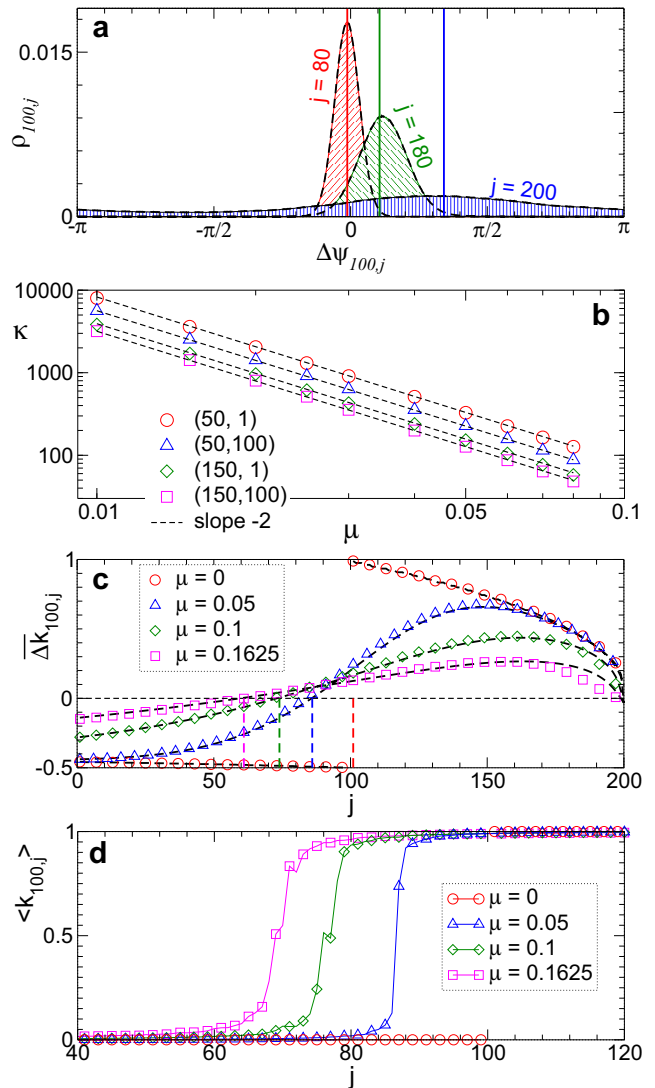 a
0.015
ρ100,j
j = 80
j = 180
j = 200
0
-π
-π/2
0
π/2
π
Δψ100,j
b
10000
κ
1000
100
(50, 1)
(50,100)
(150, 1)
(150,100)
slope -2
0.01
μ
0.05
0.1
c
1
μ = 0
μ = 0.05
μ = 0.1
μ = 0.1625
Δk100,j
0.5
0
-0.5
0
50
100
150
200
j
d
1
<k100,j>
0.5
0
μ = 0
μ = 0.05
μ = 0.1
μ = 0.1625
40
60
80
100
120
j